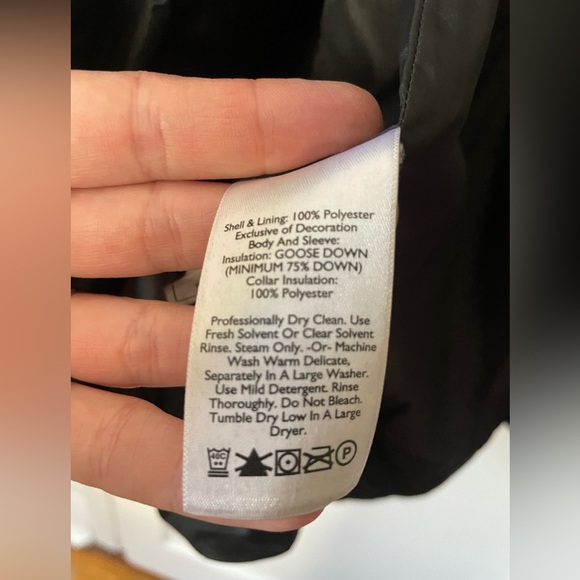 Shell & Lining: 100% Polyester
Exclusive of Decoration
Body And Sleeve:
Insulation: GOOSE DOWN
(MINIMUM 75% DOWN)
Collar Insulation:
100% Polyester
Professionally Dry Clean. Use
Fresh Solvent Or Clear Solvent
Rinse. Steam Only. -Or- Machine
Wash Warm Delicate,
Separately In A Large Washer.
Use Mild Detergent. Rinse
Thoroughly. Do Not Bleach.
Tumble Dry Low In A Large
Dryer.
40C P